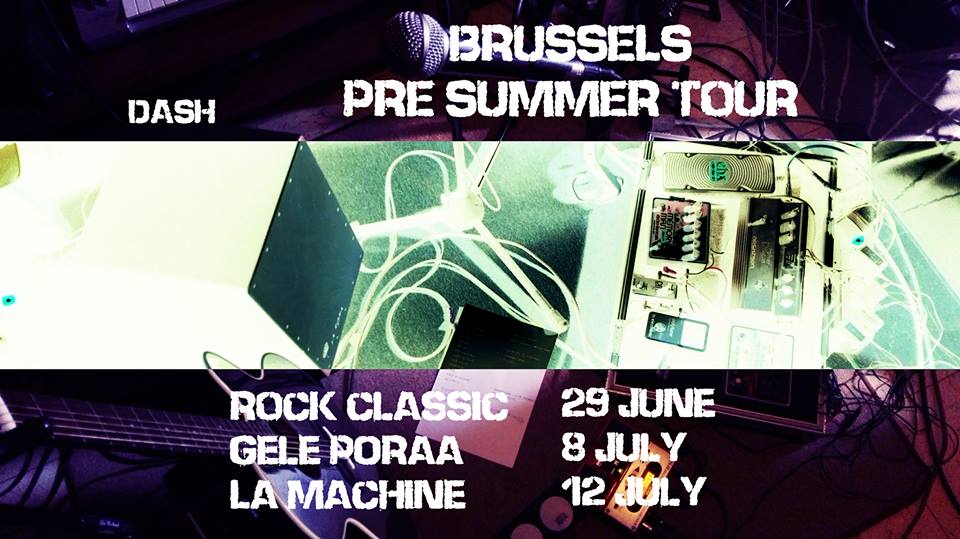 BRUSSELS
PRE SUMMER TOUR
DASH
ROCK CLASSIC 29 JUNE
GELE PORAA 8 JULY
LA MACHINE 12 JULY